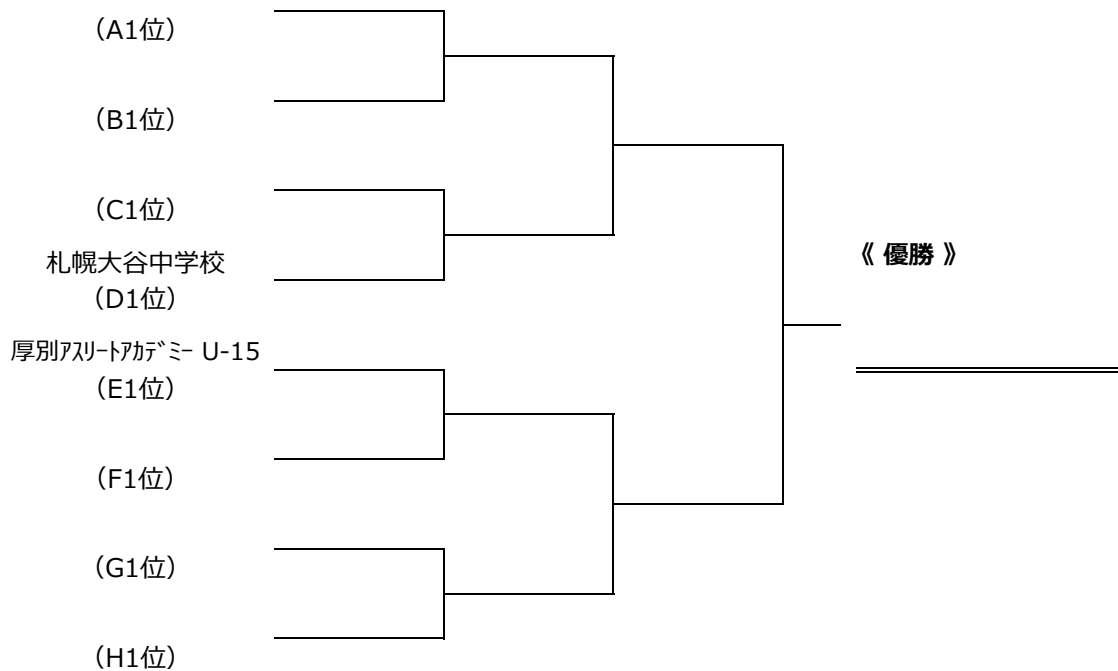 （A1位）
（B1位）
（C1位）
札幌大谷中学校
（D1位）
《 優勝 》
厚別ｱｽﾘｰﾄｱｶﾃﾞﾐｰ U-15
（E1位）
（F1位）
（G1位）
（H1位）